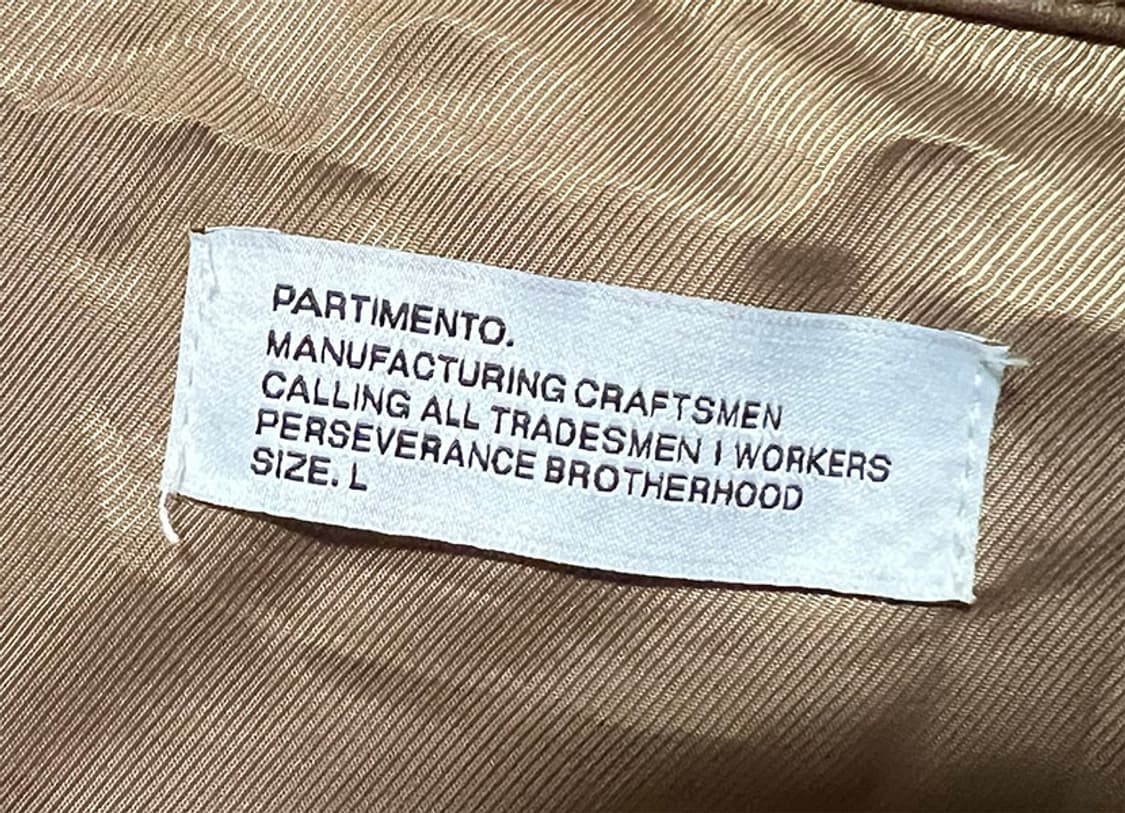 PARTIMENTO.
MANUFACTURING CRAFTSMEN
CALLING ALL TRADESMEN I WORKERS
PERSEVERANCE BROTHERHOOD
SIZE. L